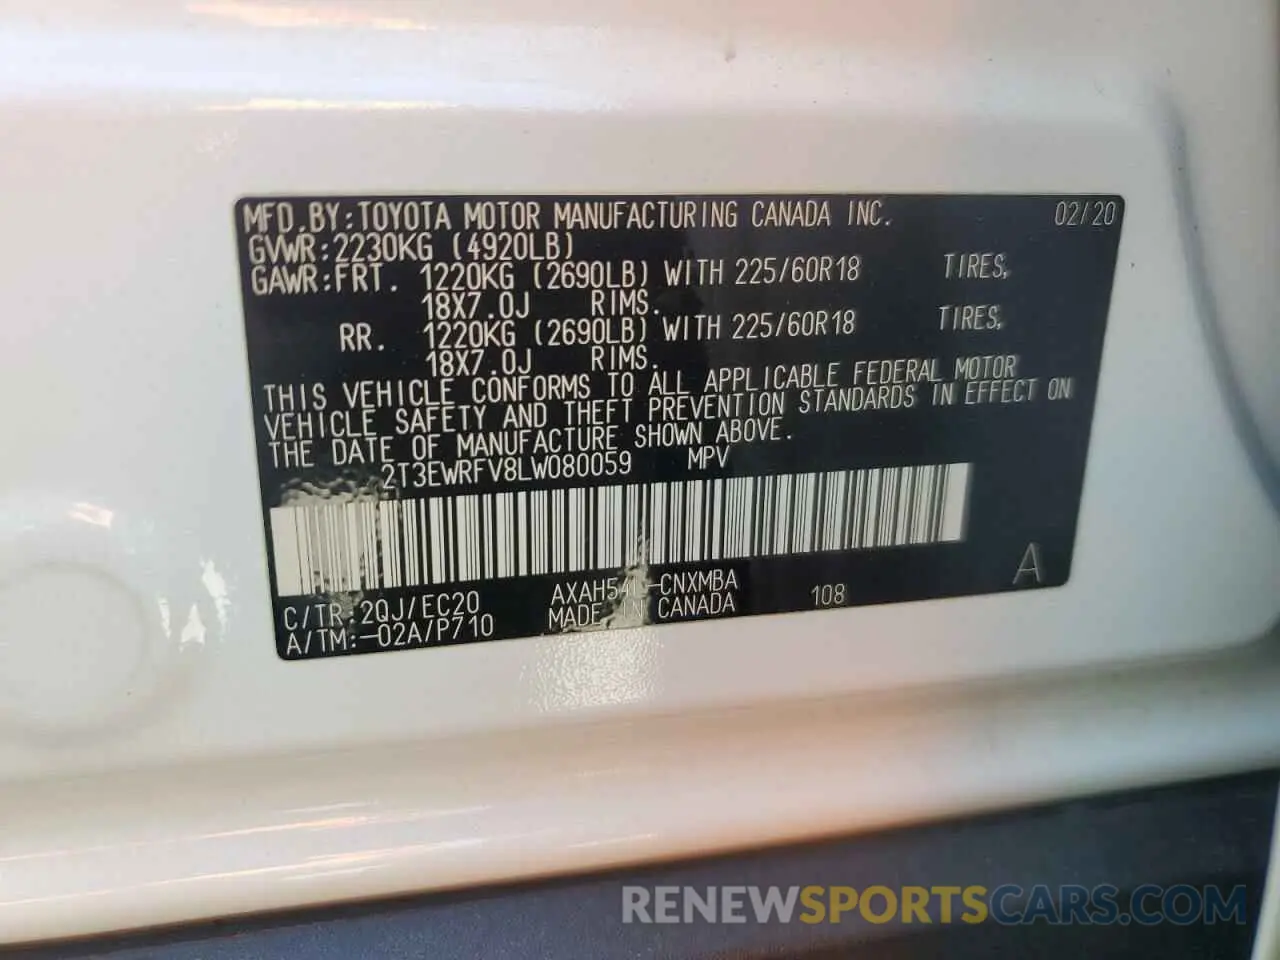 MFD.BY:TOYOTA MOTOR MANUFACTURING CANADA INC. 02/20
GVWR:2230KG (4920LB)
GAWR:FRT. 1220KG (2690LB) WITH 225/60R18 TIRES,
18X7.0J RIMS.
RR. 1220KG (2690LB) WITH 225/60R18 TIRES,
18X7.0J RIMS.
THIS VEHICLE CONFORMS TO ALL APPLICABLE FEDERAL MOTOR
VEHICLE SAFETY AND THEFT PREVENTION STANDARDS IN EFFECT ON
THE DATE OF MANUFACTURE SHOWN ABOVE.
2T3EWRFV8LW080059 MPV
A
C/TR:2QJ/EC20 AXAH54L-CNXMBA 108
A/TM:-02A/P710 MADE IN CANADA
RENEWSPORTSCARS.COM